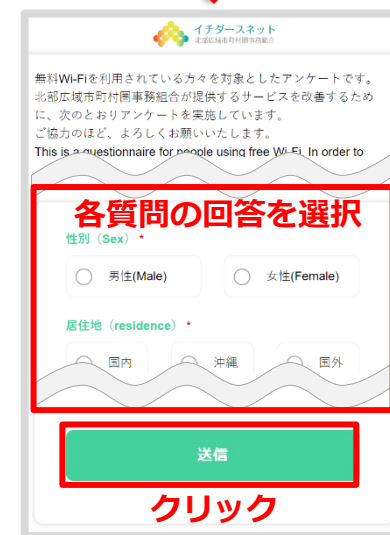 イチダースネット
北部広域市町村圏事務組合
無料Wi-Fiを利用されている方々を対象としたアンケートです。
北部広域市町村圏事務組合が提供するサービスを改善するため
に、次のとおりアンケートを実施しています。
ご協力のほど、よろしくお願いいたします。
This is a questionnaire for people using free Wi-Fi. In order to
各質問の回答を選択
性別（Sex）*
男性(Male)
女性(Female)
居住地（residence）*
国内
沖縄
国外
送信
クリック